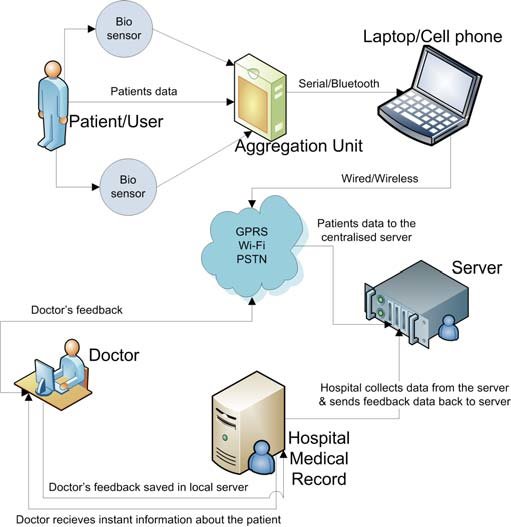 Bio
sensor
Laptop/Cell phone
Patients data
Serial/Bluetooth
Patient/User
Aggregation Unit
Bio
sensor
Wired/Wireless
GPRS
Wi-Fi
PSTN
Patients data to the
centralised server
Server
Doctor's feedback
Doctor
Hospital collects data from the server
& sends feedback data back to server
Hospital
Medical
Record
Doctor's feedback saved in local server
Doctor recieves instant information about the patient